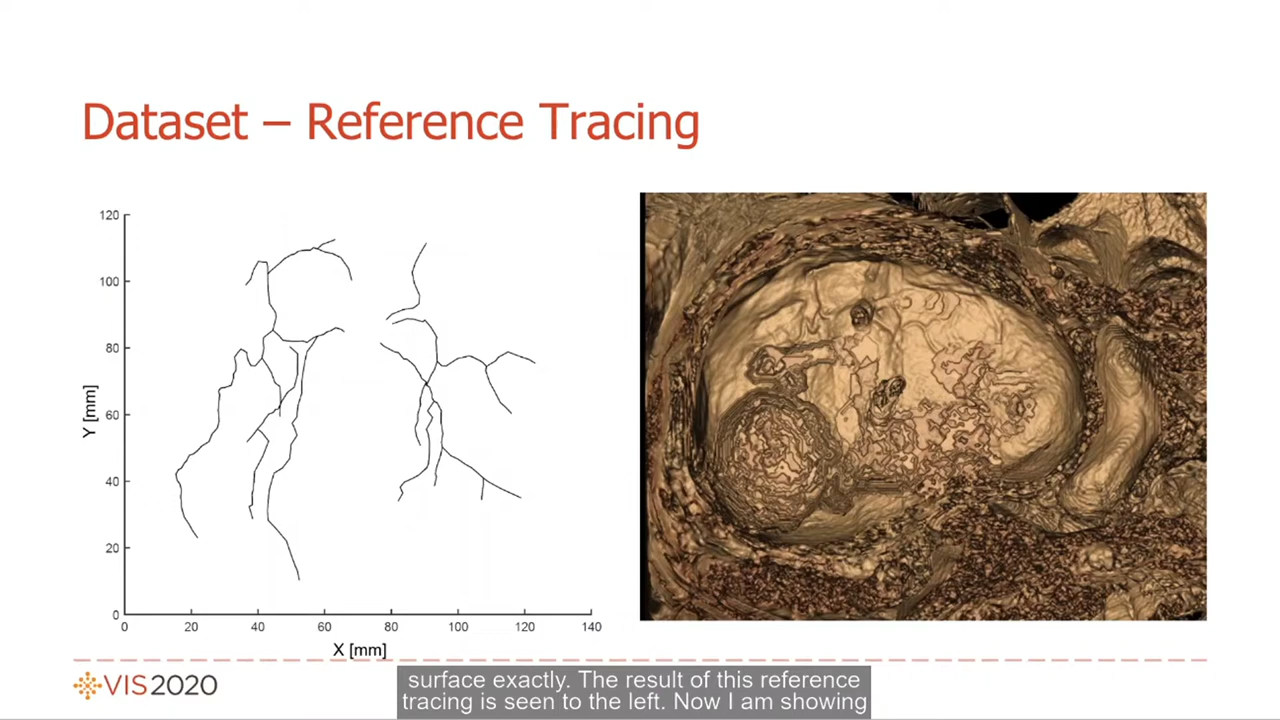 Dataset – Reference Tracing
120
100
80
60
40
20
0
Y [mm]
0 20 40 60 80 100 120 140
X [mm]
VIS2020
surface exactly. The result of this reference
tracing is seen to the left. Now I am showing